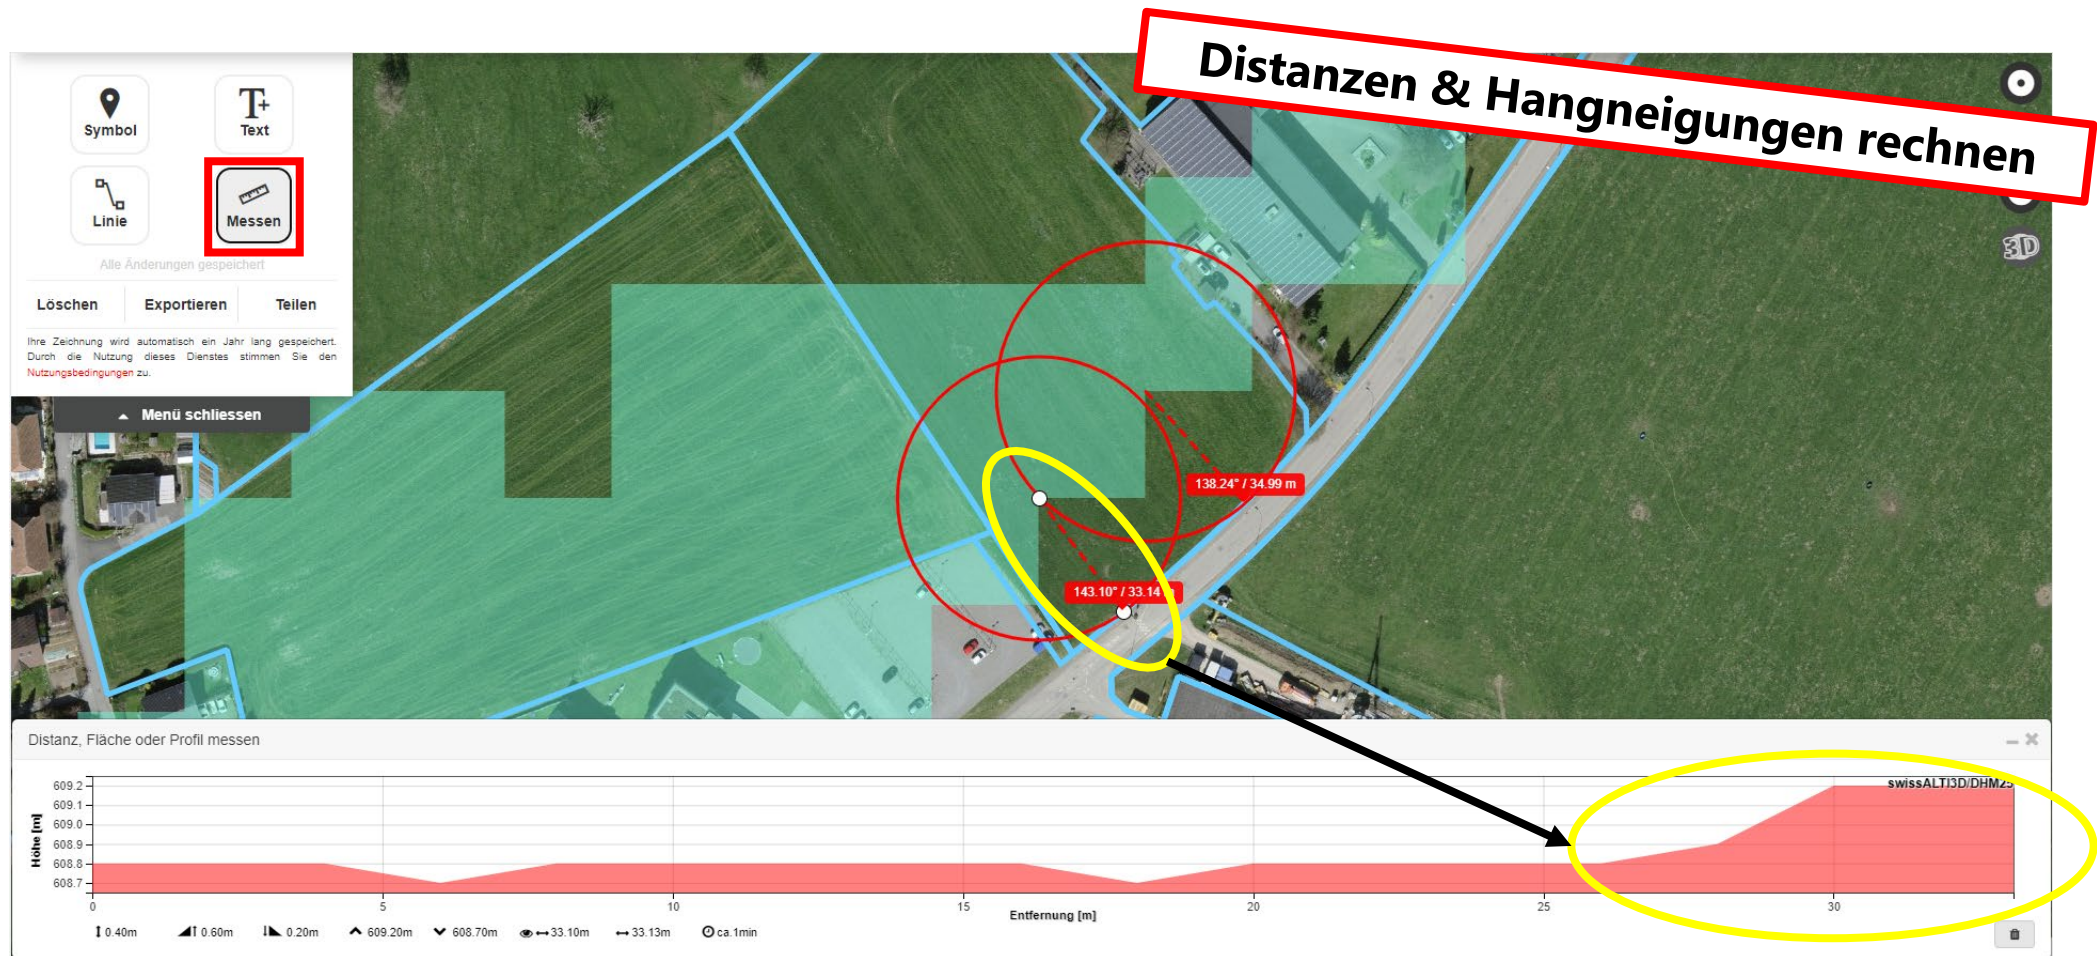 Distanzen & Hangneigungen rechnen
Symbol
Text
Linie
Messen
Alle Änderungen gespeichert
Löschen
Exportieren
Teilen
Ihre Zeichnung wird automatisch ein Jahr lang gespeichert.
Durch die Nutzung dieses Dienstes stimmen Sie den
Nutzungsbedingungen zu.
Menü schliessen
3D
138.24° / 34.99 m
143.10° / 33.14
Distanz, Fläche oder Profil messen
swissALTI3D/DHM25
Höhe [m]
609.2
609.1
609.0
608.9
608.8
608.7
0
5
10
15
20
25
30
Entfernung [m]
0.40m
0.60m
0.20m
609.20m
608.70m
33.10m
33.13m
ca.1min